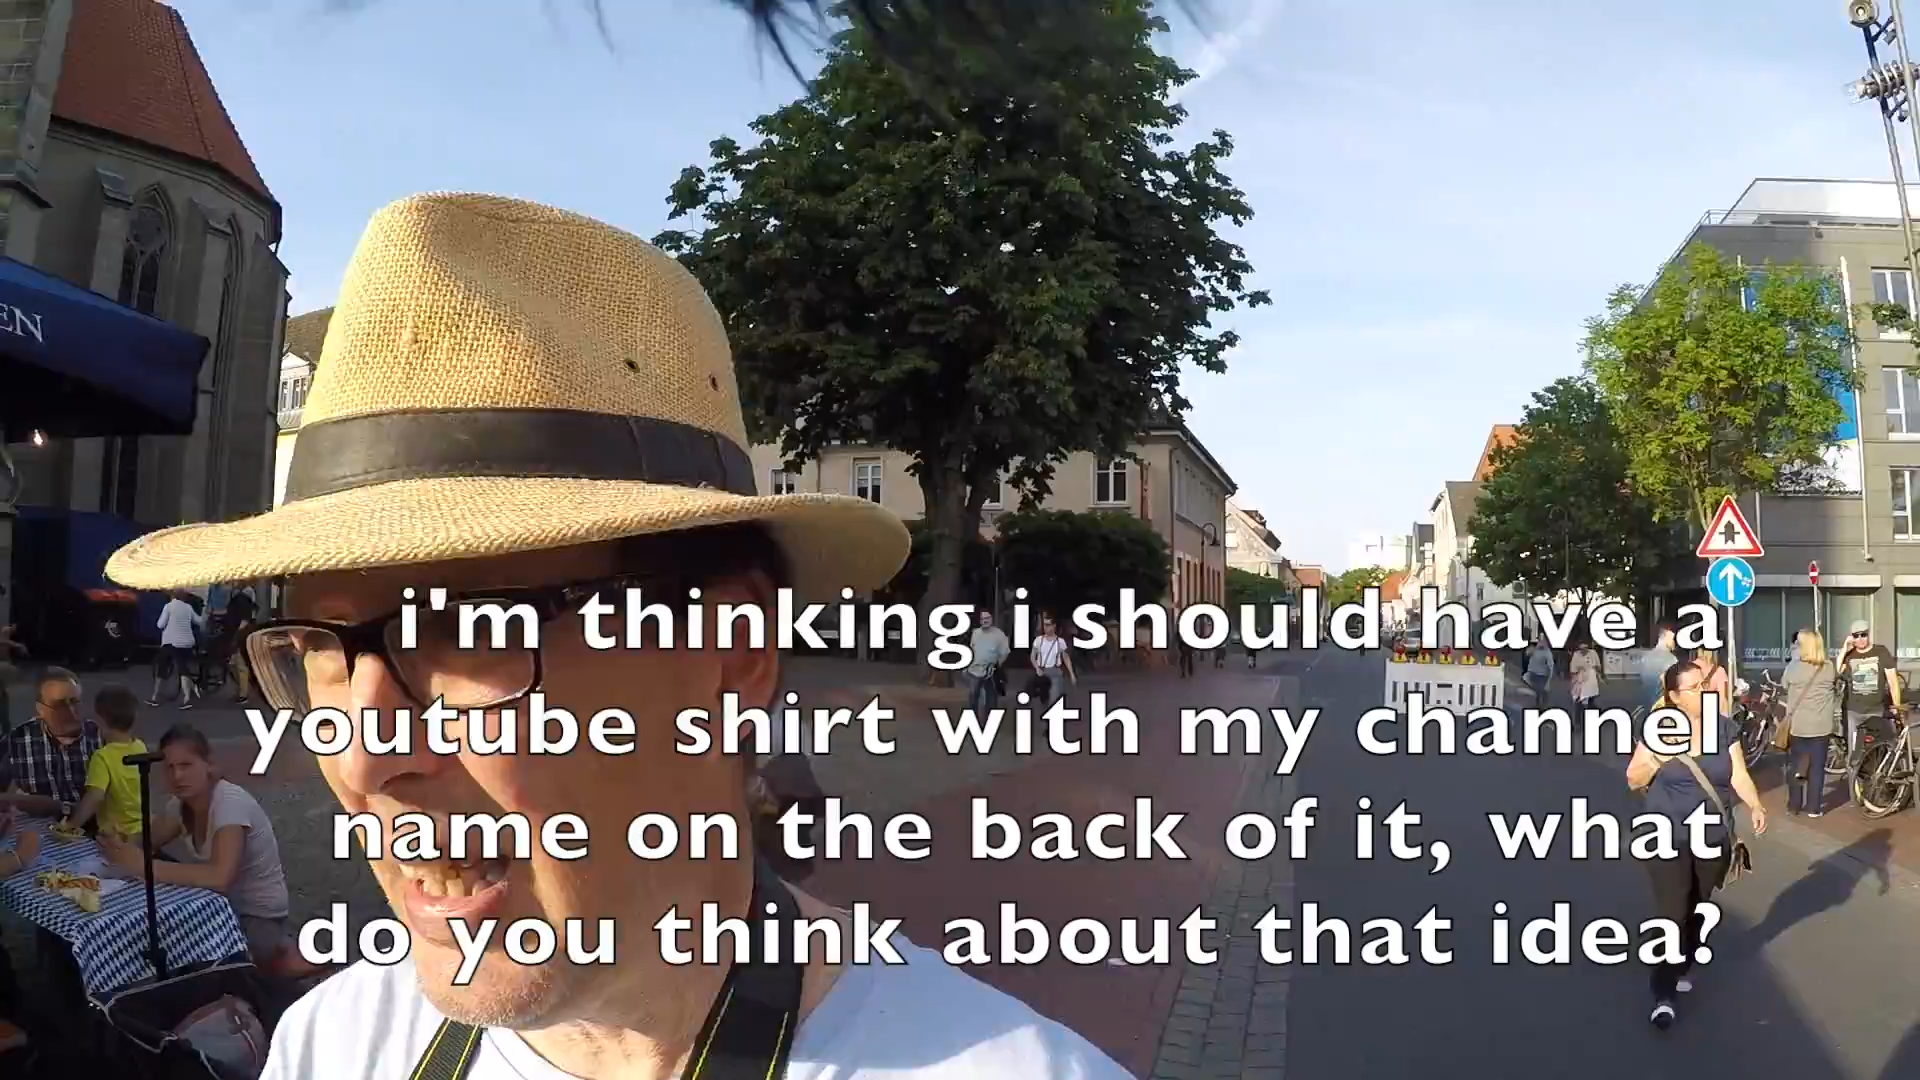 EN
i'm thinking i should have a
youtube shirt with my channel
name on the back of it, what
do you think about that idea?